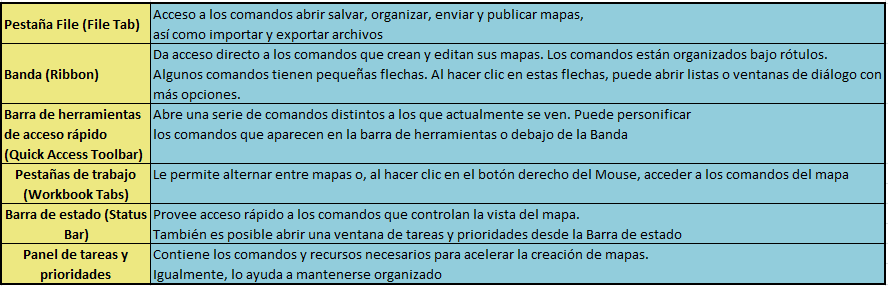 Pestaña File (File Tab)
Acceso a los comandos abrir salvar, organizar, enviar y publicar mapas,
así como importar y exportar archivos
Banda (Ribbon)
Da acceso directo a los comandos que crean y editan sus mapas. Los comandos están organizados bajo rótulos.
Algunos comandos tienen pequeñas flechas. Al hacer clic en estas flechas, puede abrir listas o ventanas de diálogo con
más opciones.
Barra de herramientas
de acceso rápido
(Quick Access Toolbar)
Abre una serie de comandos distintos a los que actualmente se ven. Puede personificar
los comandos que aparecen en la barra de herramientas o debajo de la Banda
Pestañas de trabajo
(Workbook Tabs)
Le permite alternar entre mapas o, al hacer clic en el botón derecho del Mouse, acceder a los comandos del mapa
Barra de estado (Status
Bar)
Provee acceso rápido a los comandos que controlan la vista del mapa.
También es posible abrir una ventana de tareas y prioridades desde la Barra de estado
Panel de tareas y
prioridades
Contiene los comandos y recursos necesarios para acelerar la creación de mapas.
Igualmente, lo ayuda a mantenerse organizado